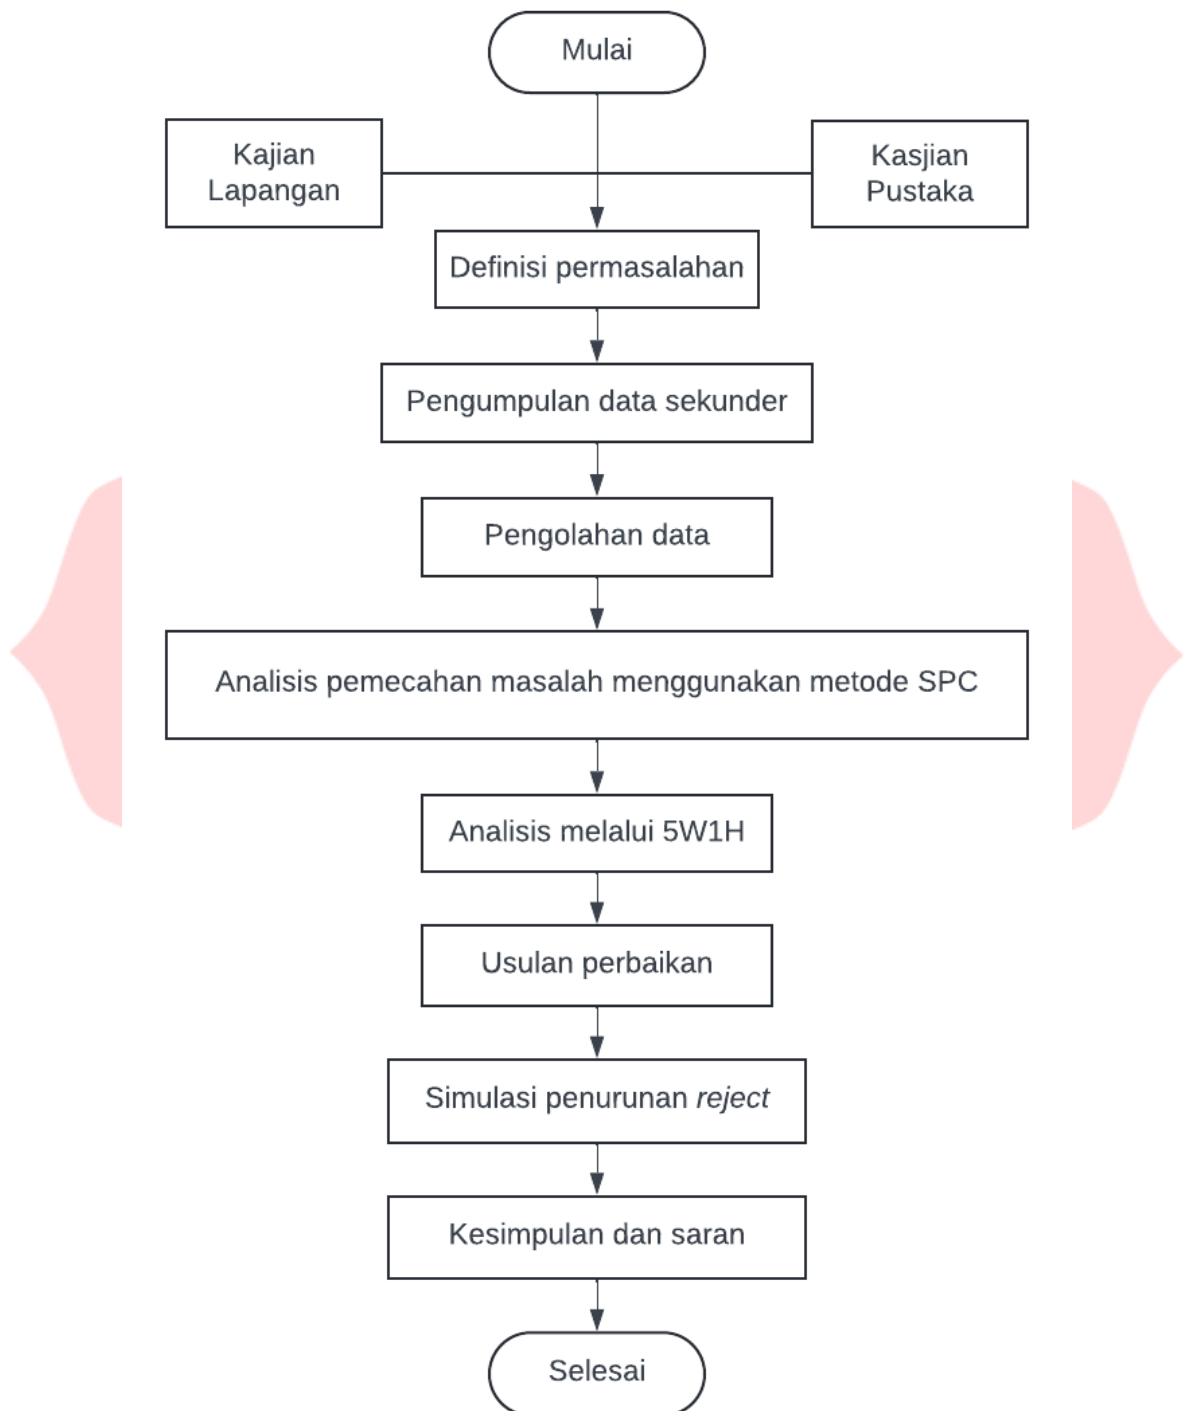 Mulai
Kajian
Lapangan
Kasjian
Pustaka
Definisi permasalahan
Pengumpulan data sekunder
Pengolahan data
Analisis pemecahan masalah menggunakan metode SPC
Analisis melalui 5W1H
Usulan perbaikan
Simulasi penurunan reject
Kesimpulan dan saran
Selesai